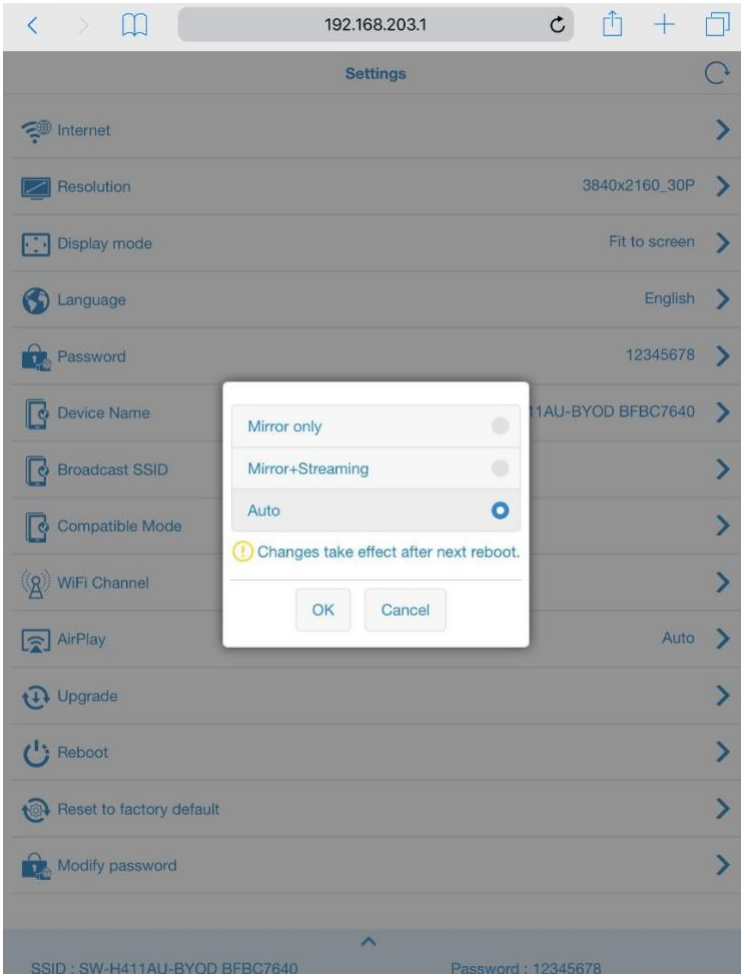 192.168.203.1
Settings
Internet
Resolution 3840x2160_30P
Display mode Fit to screen
Language English
Password 12345678
Device Name 11AU-BYOD BFBC7640
Broadcast SSID
Compatible Mode
WiFi Channel
AirPlay Auto
Upgrade
Reboot
Reset to factory default
Modify password
Mirror only
Mirror+Streaming
Auto
Changes take effect after next reboot.
OK Cancel
SSID : SW-H411AU-BYOD BFBC7640 Password : 12345678